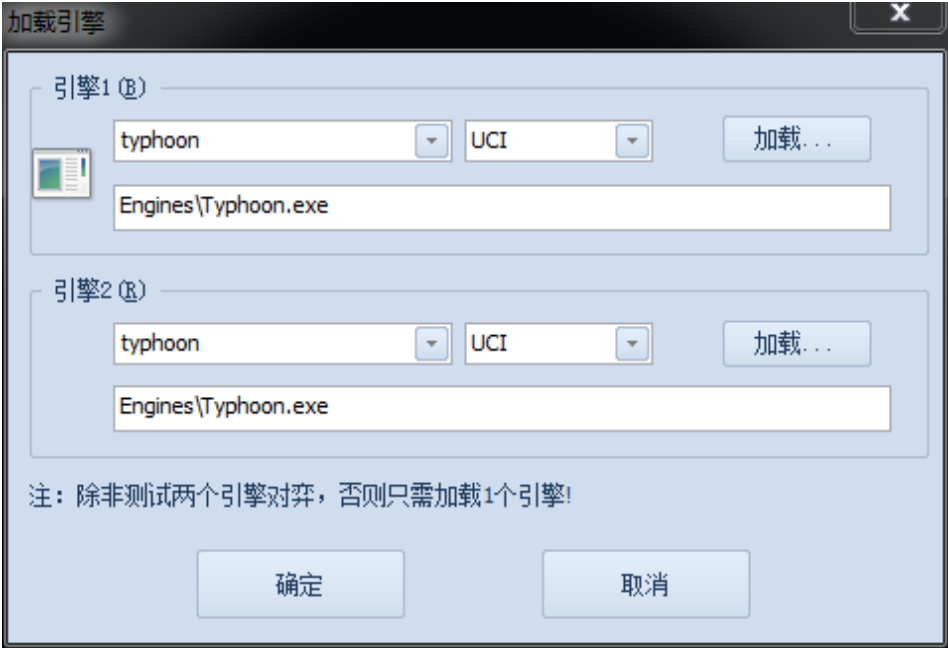 加载引擎
引擎1(B)
typhoon UCI 加载...
Engines\Typhoon.exe
引擎2(R)
typhoon UCI 加载...
Engines\Typhoon.exe
注：除非测试两个引擎对弈，否则只需加载1个引擎!
确定 取消